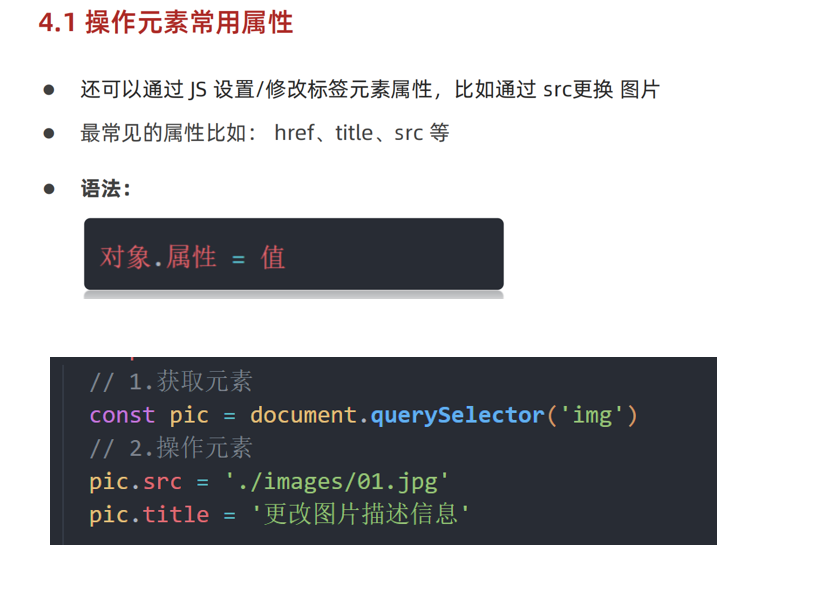 4.1 操作元素常用属性
● 还可以通过 JS 设置/修改标签元素属性，比如通过 src更换 图片
● 最常见的属性比如： href、title、src 等
● 语法：
对象.属性 = 值
// 1.获取元素
const pic = document.querySelector('img')
// 2.操作元素
pic.src = './images/01.jpg'
pic.title = '更改图片描述信息'